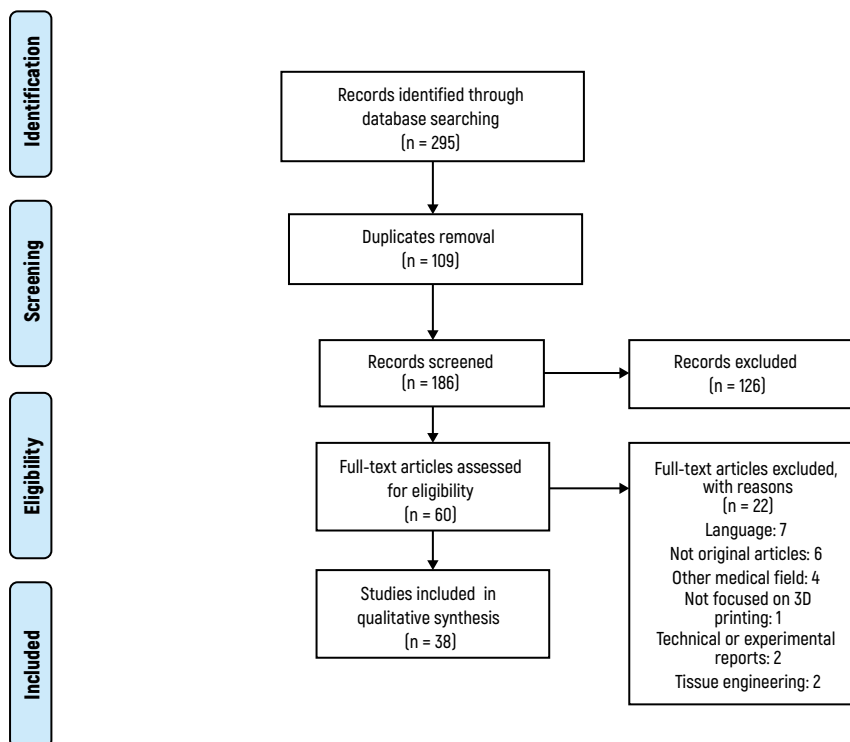 Identification
Records identified through
database searching
(n = 295)
Screening
Duplicates removal
(n = 109)
Records screened
(n = 186)
Records excluded
(n = 126)
Eligibility
Full-text articles assessed
for eligibility
(n = 60)
Full-text articles excluded,
with reasons
(n = 22)
Language: 7
Not original articles: 6
Other medical field: 4
Not focused on 3D
printing: 1
Technical or experimental
reports: 2
Tissue engineering: 2
Included
Studies included in
qualitative synthesis
(n = 38)